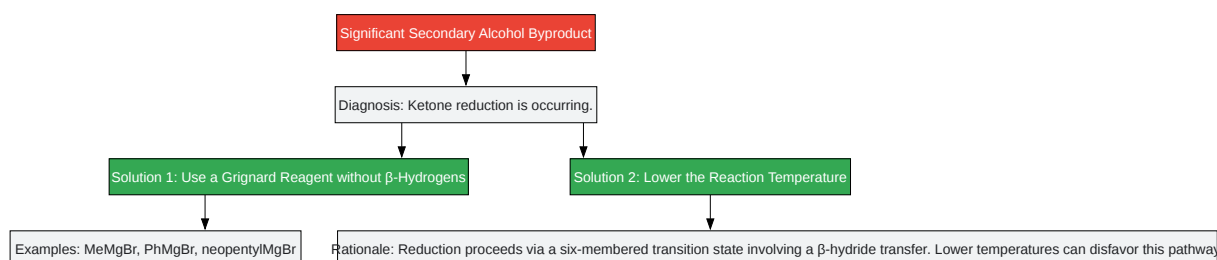 Significant Secondary Alcohol Byproduct
Diagnosis: Ketone reduction is occurring.
Solution 1: Use a Grignard Reagent without β-Hydrogens
Solution 2: Lower the Reaction Temperature
Examples: MeMgBr, PhMgBr, neopentylMgBr
Rationale: Reduction proceeds via a six-membered transition state involving a β-hydride transfer. Lower temperatures can disfavor this pathway